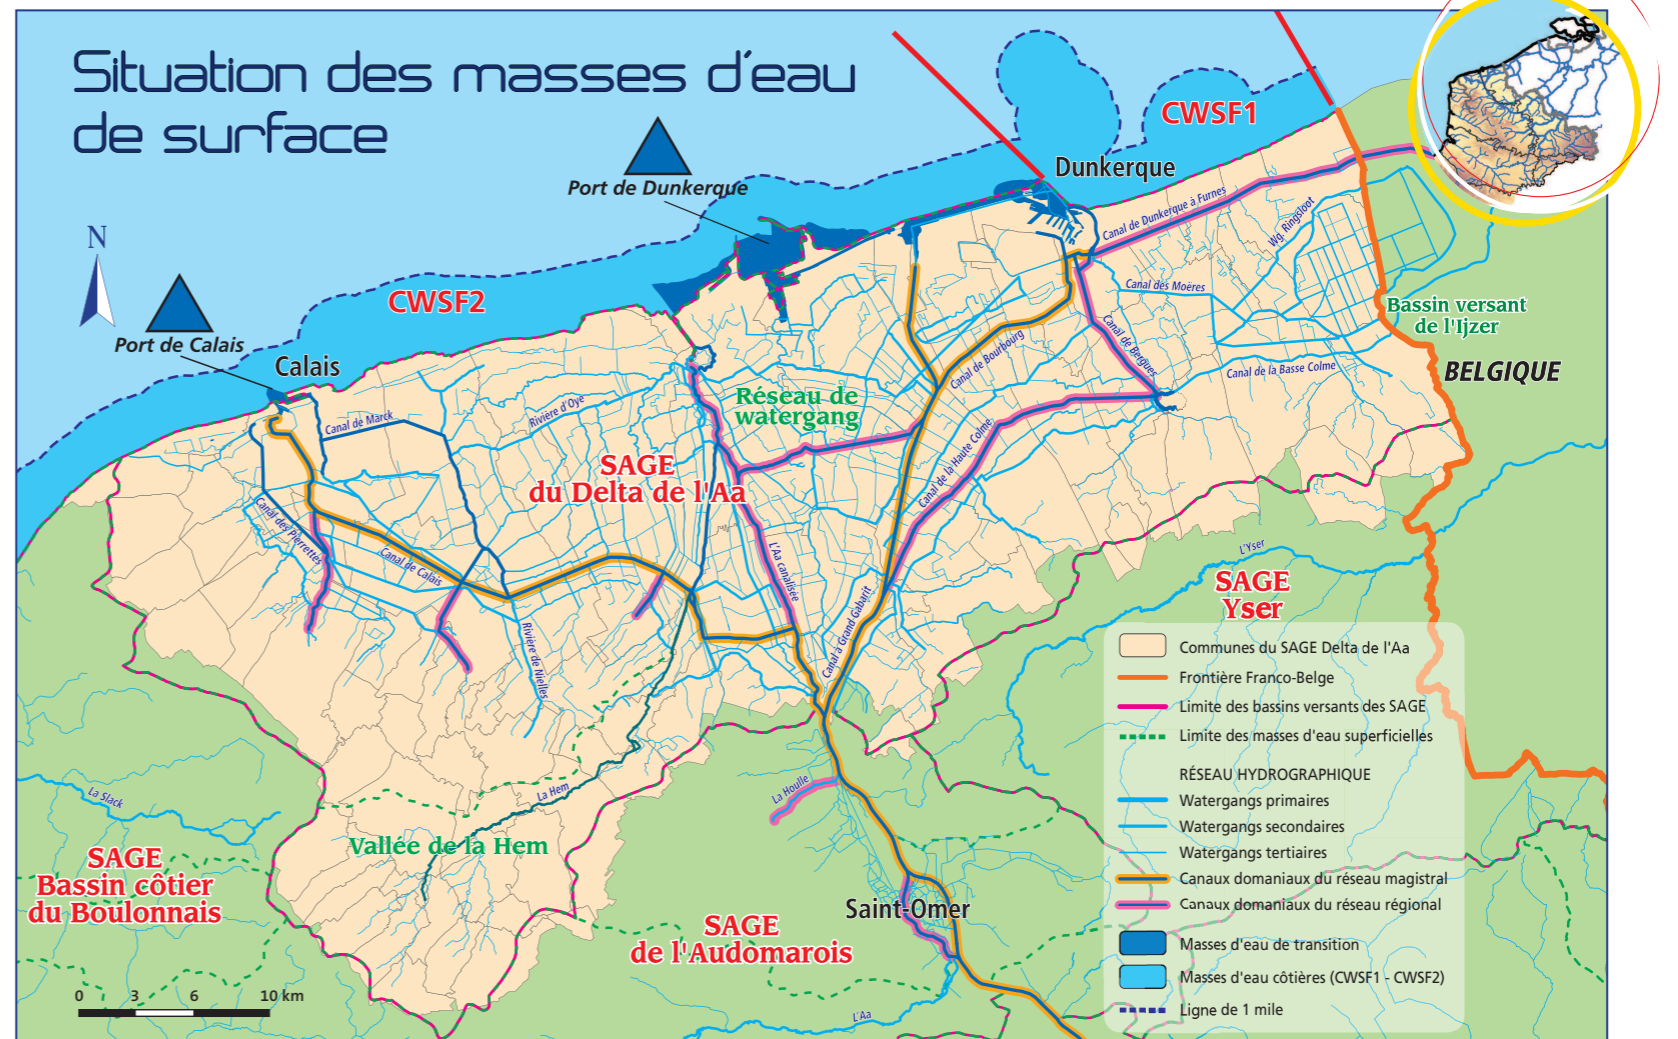 Situation des masses d'eau
de surface
CWSF1
Dunkerque
Port de Dunkerque
Canal de Dunkerque à Furnes
Wg. Ringsloot
N
CWSF2
Canal des Moëres
Bassin versant
de l'Ijzer
Port de Calais
Calais
Canal de Bergues
Canal de Bourbourg
Canal de la Basse Colme
BELGIQUE
Réseau de
watergang
Rivière d'Oye
Canal de Marck
Canal de la Haute Colme
SAGE
du Delta de l'Aa
Canal des Pierrettes
Canal de Calais
L'Aa canalisée
L'Yser
SAGE
Yser
Canal à Grand Gabarit
Rivière de Nielles
Communes du SAGE Delta de l'Aa
Frontière Franco-Belge
Limite des bassins versants des SAGE
Limite des masses d'eau superficielles
RÉSEAU HYDROGRAPHIQUE
Watergangs primaires
Watergangs secondaires
Watergangs tertiaires
Canaux domaniaux du réseau magistral
Canaux domaniaux du réseau régional
Masses d'eau de transition
Masses d'eau côtières (CWSF1 - CWSF2)
Ligne de 1 mile
La Slack
La Hem
La Houlle
Vallée de la Hem
SAGE
Bassin côtier
du Boulonnais
Saint-Omer
SAGE
de l'Audomarois
0 3 6 10 km
L'Aa